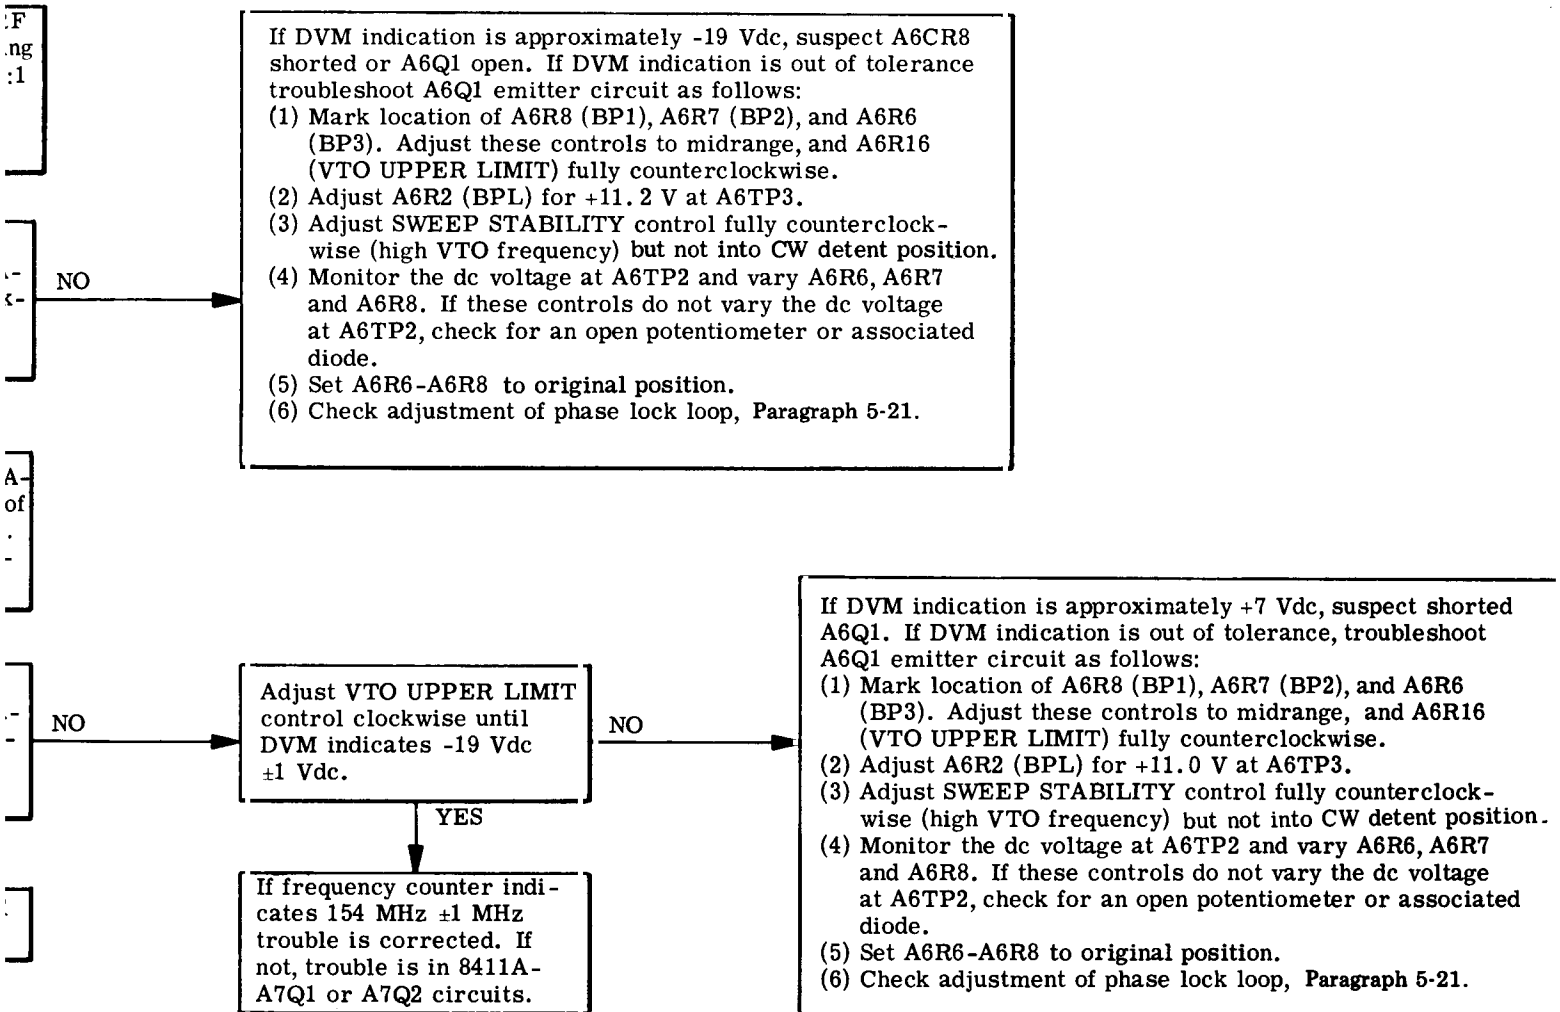 :F
.ng
:1
If DVM indication is approximately -19 Vdc, suspect A6CR8
shorted or A6Q1 open. If DVM indication is out of tolerance
troubleshoot A6Q1 emitter circuit as follows:
(1) Mark location of A6R8 (BP1), A6R7 (BP2), and A6R6
(BP3). Adjust these controls to midrange, and A6R16
(VTO UPPER LIMIT) fully counterclockwise.
(2) Adjust A6R2 (BPL) for +11.2 V at A6TP3.
(3) Adjust SWEEP STABILITY control fully counterclock-
wise (high VTO frequency) but not into CW detent position.
(4) Monitor the dc voltage at A6TP2 and vary A6R6, A6R7
and A6R8. If these controls do not vary the dc voltage
at A6TP2, check for an open potentiometer or associated
diode.
(5) Set A6R6-A6R8 to original position.
(6) Check adjustment of phase lock loop, Paragraph 5-21.
NO
A-
of
.
-
NO
Adjust VTO UPPER LIMIT
control clockwise until
DVM indicates -19 Vdc
±1 Vdc.
NO
YES
If frequency counter indi-
cates 154 MHz ±1 MHz
trouble is corrected. If
not, trouble is in 8411A-
A7Q1 or A7Q2 circuits.
If DVM indication is approximately +7 Vdc, suspect shorted
A6Q1. If DVM indication is out of tolerance, troubleshoot
A6Q1 emitter circuit as follows:
(1) Mark location of A6R8 (BP1), A6R7 (BP2), and A6R6
(BP3). Adjust these controls to midrange, and A6R16
(VTO UPPER LIMIT) fully counterclockwise.
(2) Adjust A6R2 (BPL) for +11.0 V at A6TP3.
(3) Adjust SWEEP STABILITY control fully counterclock-
wise (high VTO frequency) but not into CW detent position.
(4) Monitor the dc voltage at A6TP2 and vary A6R6, A6R7
and A6R8. If these controls do not vary the dc voltage
at A6TP2, check for an open potentiometer or associated
diode.
(5) Set A6R6-A6R8 to original position.
(6) Check adjustment of phase lock loop, Paragraph 5-21.